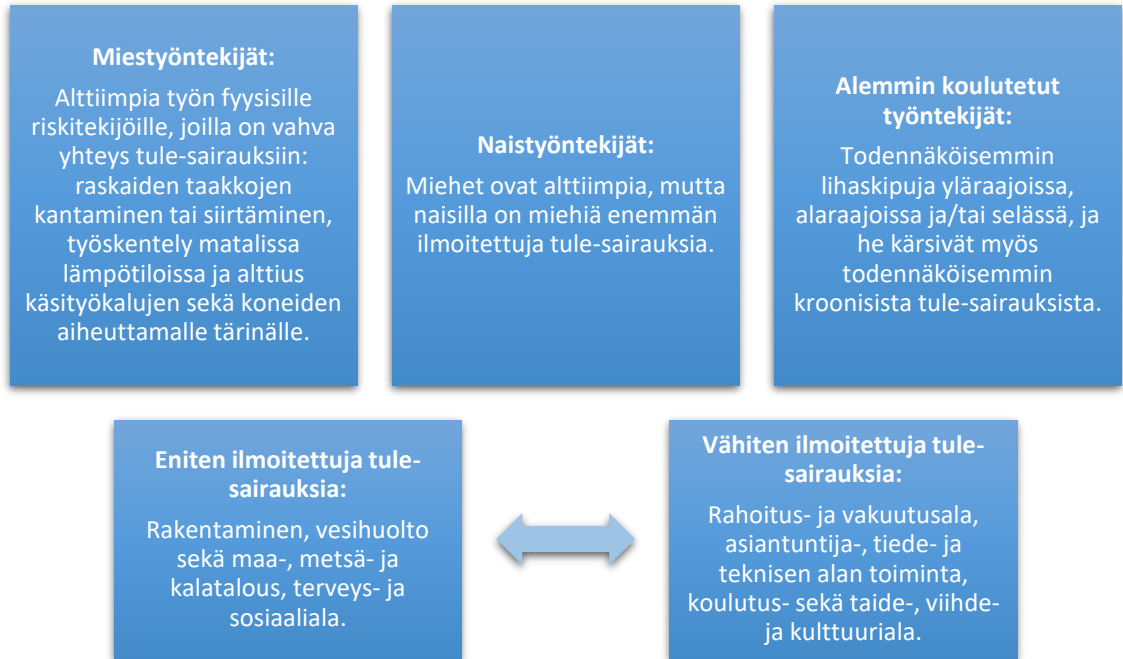 Miestyöntekijät:
Alttiimpia työn fyysisille
riskitekijöille, joilla on vahva
yhteys tule-sairauksiin:
raskaiden taakkojen
kantaminen tai siirtäminen,
työskentely matalissa
lämpötiloissa ja alttius
käsityökalujen sekä koneiden
aiheuttamalle tärinälle.
Naistyöntekijät:
Miehet ovat alttiimpia, mutta
naisilla on miehiä enemmän
ilmoitettuja tule-sairauksia.
Alemmin koulutetut
työntekijät:
Todennäköisemmin
lihaskipuja yläraajoissa,
alaraajoissa ja/tai selässä, ja
he kärsivät myös
todennäköisemmin
kroonisista tule-sairauksista.
Eniten ilmoitettuja tule-
sairauksia:
Rakentaminen, vesihuolto
sekä maa-, metsä- ja
kalatalous, terveys- ja
sosiaaliala.
Vähiten ilmoitettuja tule-
sairauksia:
Rahoitus- ja vakuutusala,
asiantuntija-, tiede- ja
teknisen alan toiminta,
koulutus- sekä taide-, viihde-
ja kulttuuriala.